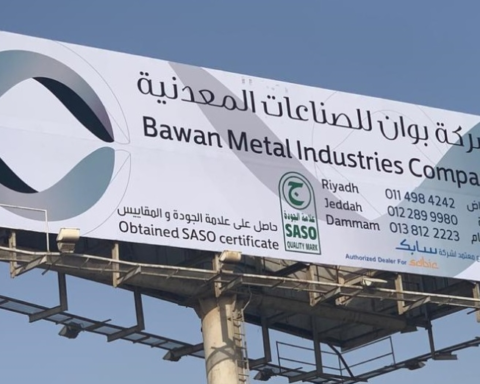 شركة بوان للصناعات المعدنية
Bawan Metal Industries Compa
حاصل على علامة الجودة و المقاييس
Obtained SASO certificate
علامة الجودة
SASO
QUALITY MARK
Riyadh 011 498 4242
Jeddah 012 289 9980
Dammam 013 812 2223
معتمد لشركة سابك
Authorized Dealer For sabic